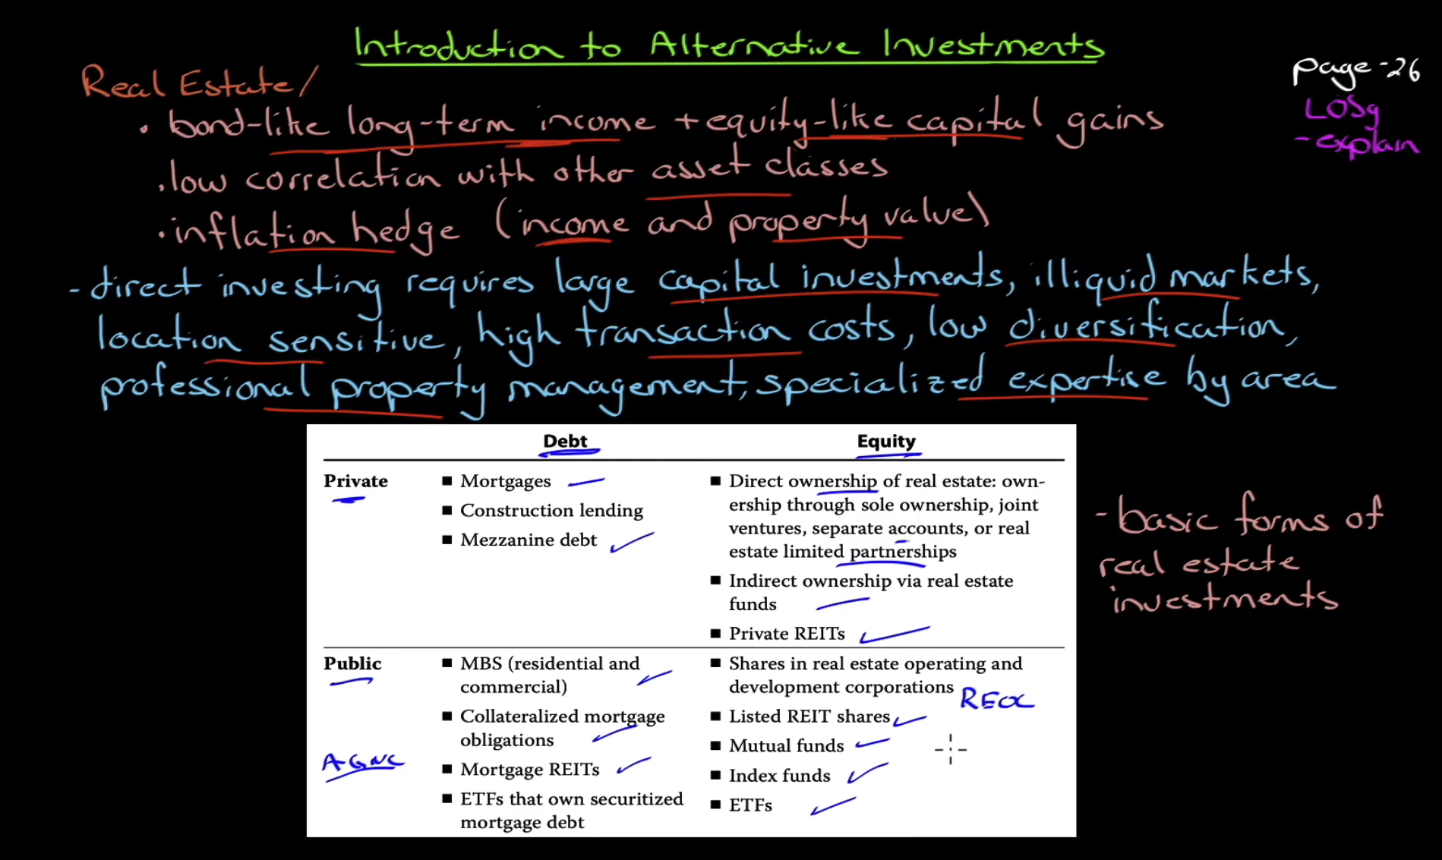 Introduction to Alternative Investments
page-26
Real Estate/
LOSg
• bond-like long-term income + equity-like capital gains
-explain
• low correlation with other asset classes
• inflation hedge (income and property value)
- direct investing requires large capital investments, illiquid markets,
location sensitive, high transaction costs, low diversification,
professional property management, specialized expertise by area
Debt Equity
Private
■ Mortgages
■ Construction lending
■ Mezzanine debt
■ Direct ownership of real estate: own-
ership through sole ownership, joint
ventures, separate accounts, or real
estate limited partnerships
■ Indirect ownership via real estate
funds
■ Private REITs
- basic forms of
real estate
investments
Public
■ MBS (residential and
commercial)
■ Collateralized mortgage
obligations
■ Mortgage REITs
■ ETFs that own securitized
mortgage debt
AGNC
■ Shares in real estate operating and
development corporations
REOC
■ Listed REIT shares
■ Mutual funds
■ Index funds
■ ETFs